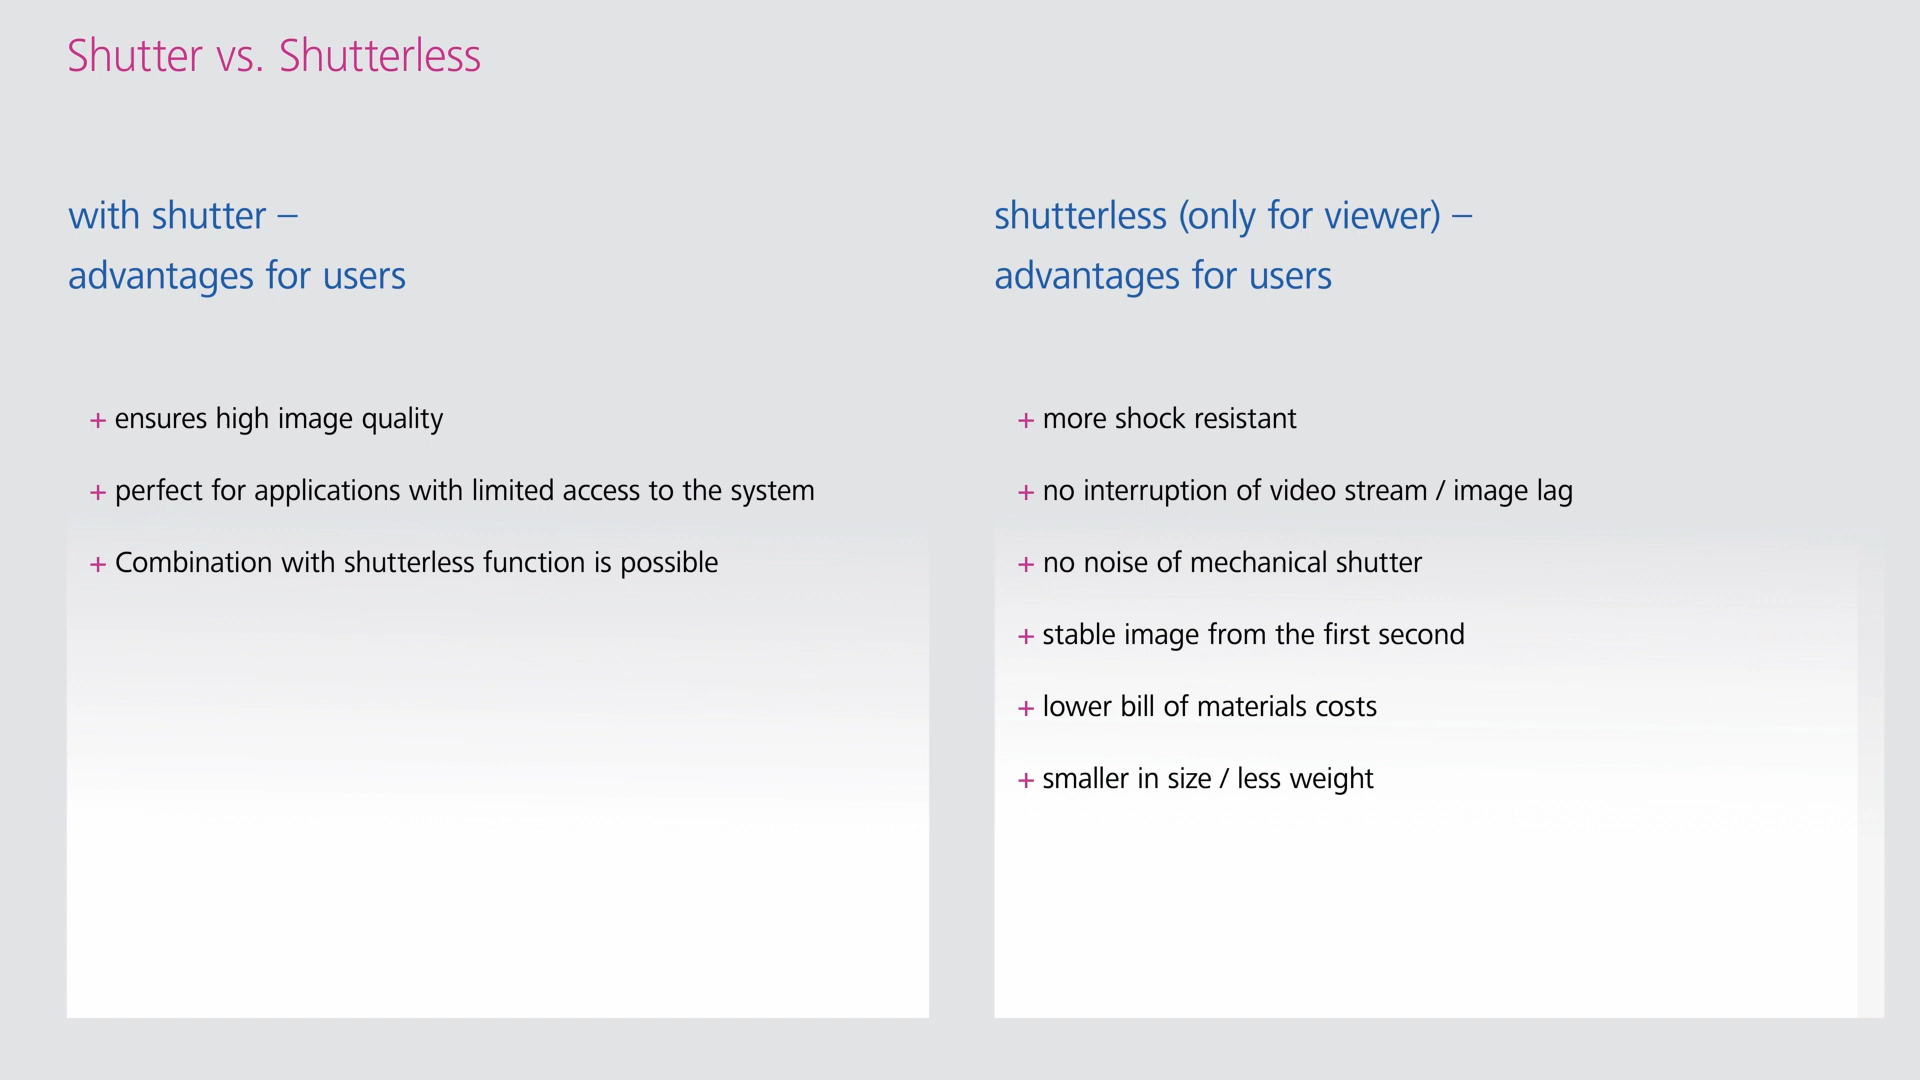 Shutter vs. Shutterless
with shutter –
advantages for users
+ ensures high image quality
+ perfect for applications with limited access to the system
+ Combination with shutterless function is possible
shutterless (only for viewer) –
advantages for users
+ more shock resistant
+ no interruption of video stream / image lag
+ no noise of mechanical shutter
+ stable image from the first second
+ lower bill of materials costs
+ smaller in size / less weight